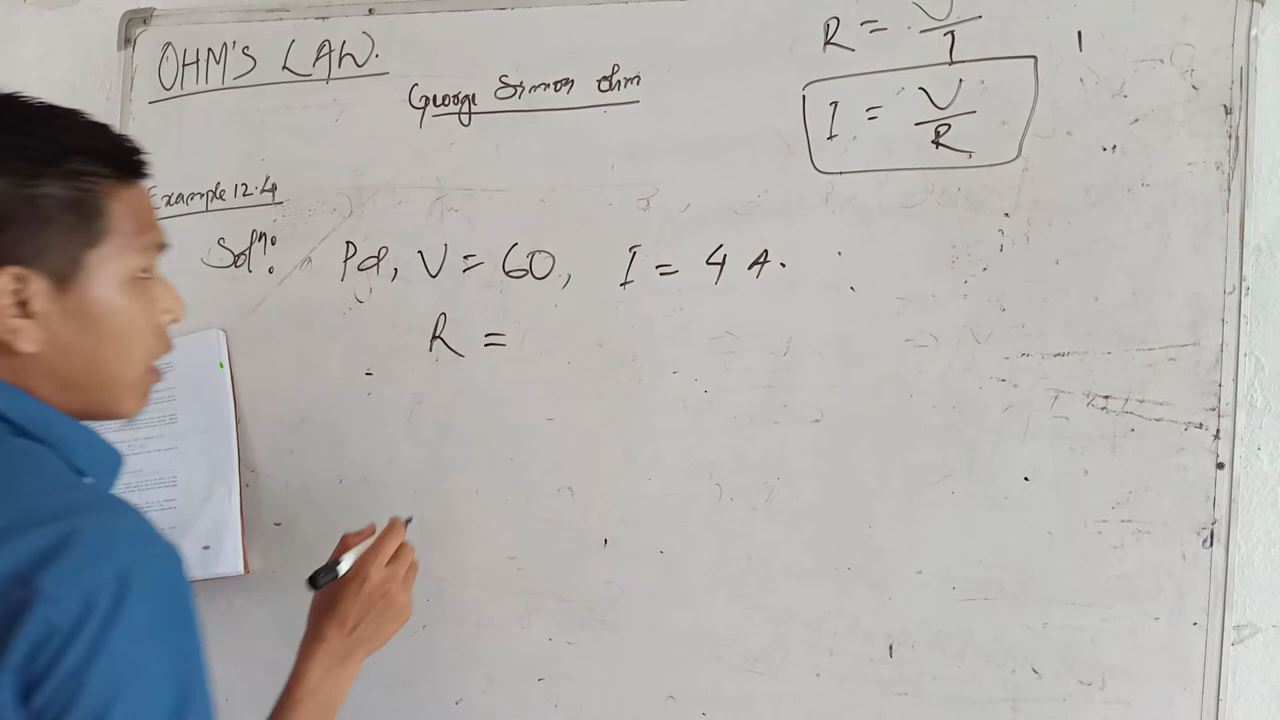 OHM'S LAW.
George Simon Ohm
R = V/I
I = V/R
Example 12.4
Solⁿ:
Pd, V = 60, I = 4 A.
R =